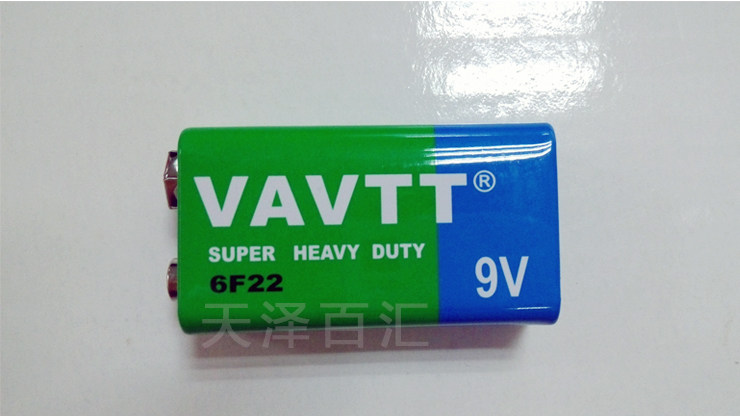 VAVTT®
SUPER HEAVY DUTY
6F22
9V
天泽百汇